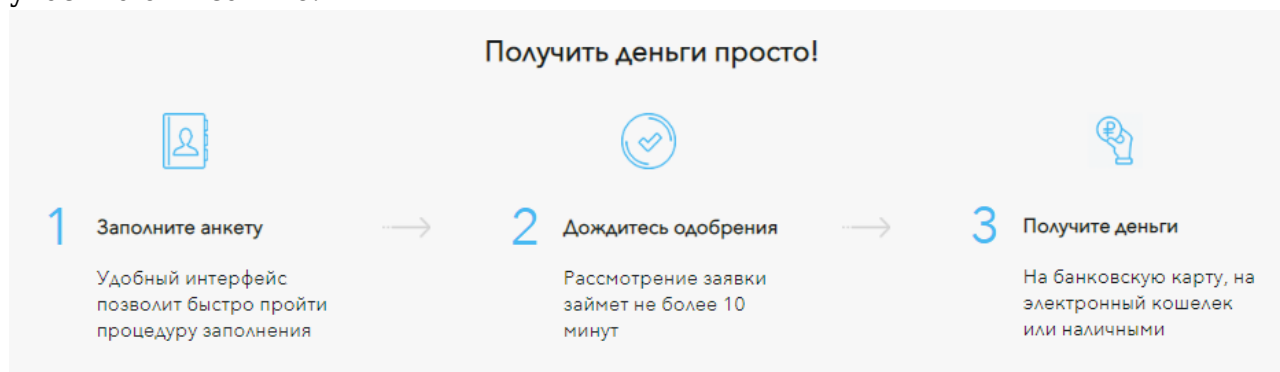 Получить деньги просто!
1
Заполните анкету
Удобный интерфейс
позволит быстро пройти
процедуру заполнения
2
Дождитесь одобрения
Рассмотрение заявки
займет не более 10
минут
3
Получите деньги
На банковскую карту, на
электронный кошелек
или наличными